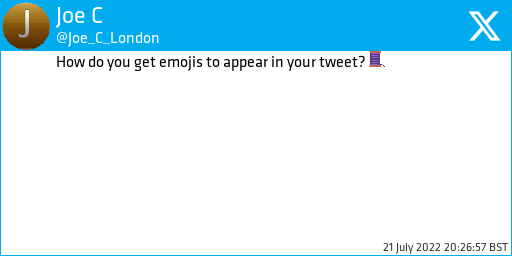 Joe C
@Joe_C_London
How do you get emojis to appear in your tweet? 🧵
21 July 2022 20:26:57 BST